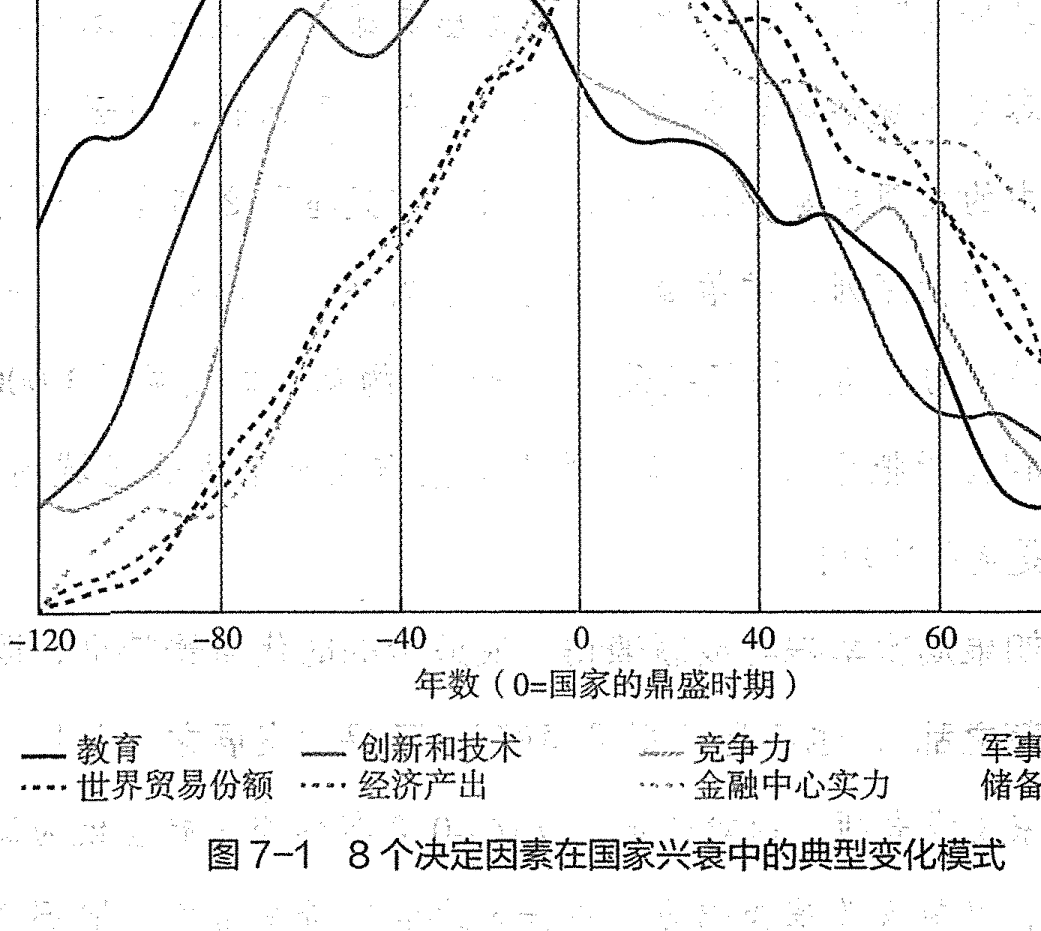 -120 -80 -40 0 40 60
年数（0=国家的鼎盛时期）
教育 创新和技术 竞争力 军事
世界贸易份额 经济产出 金融中心实力 储备
图 7-1 8 个决定因素在国家兴衰中的典型变化模式